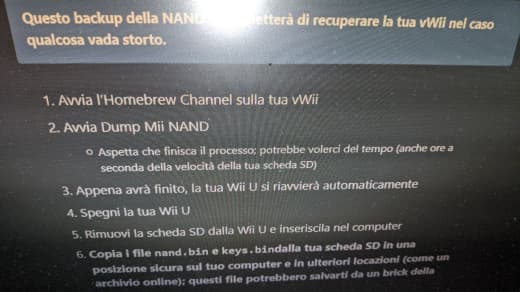 Questo backup della NAND etterà di recuperare la tua vWii nel caso
qualcosa vada storto.
1. Avvia l'Homebrew Channel sulla tua vWii
2. Avvia Dump Mii NAND
○ Aspetta che finisca il processo; potrebbe volerci del tempo (anche ore a
seconda della velocità della tua scheda SD)
3. Appena avrà finito, la tua Wii U si riavvierà automaticamente
4. Spegni la tua Wii U
5. Rimuovi la scheda SD dalla Wii U e inseriscila nel computer
6. Copia i file nand.bin e keys.bindalla tua scheda SD in una
posizione sicura sul tuo computer e in ulteriori locazioni (come un
archivio online); questi file potrebbero salvarti da un brick della